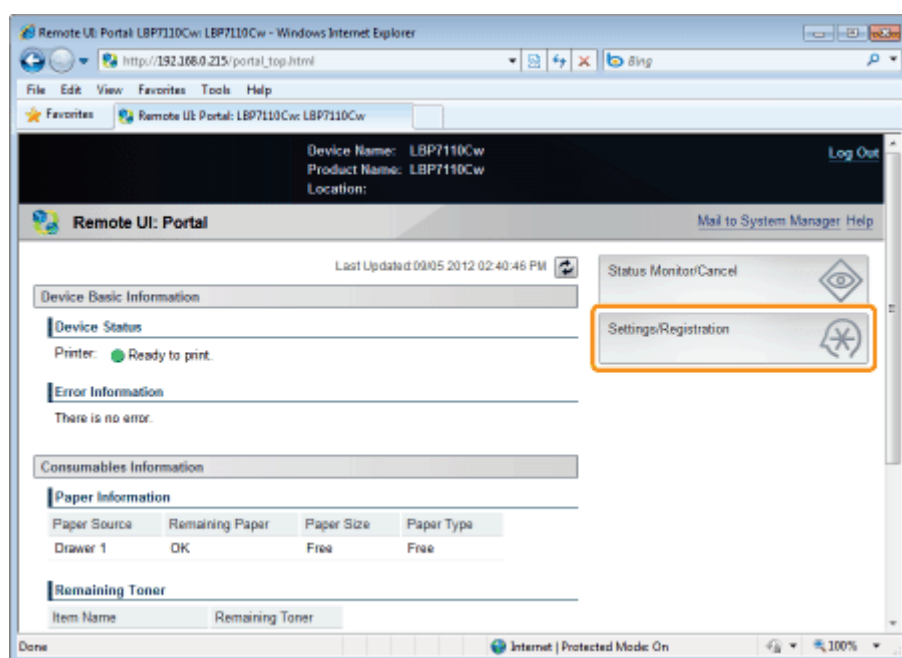 Remote UI: Portal: LBP7110Cw: LBP7110Cw - Windows Internet Explorer
http://192.168.0.215/portal_top.html
Bing
File Edit View Favorites Tools Help
Favorites Remote UI: Portal: LBP7110Cw: LBP7110Cw
Device Name: LBP7110Cw
Product Name: LBP7110Cw
Location:
Log Out
Remote UI: Portal
Mail to System Manager Help
Last Updated:09/05 2012 02:40:46 PM
Status Monitor/Cancel
Device Basic Information
Device Status
Settings/Registration
Printer: Ready to print.
Error Information
There is no error.
Consumables Information
Paper Information
Paper Source Remaining Paper Paper Size Paper Type
Drawer 1 OK Free Free
Remaining Toner
Item Name Remaining Toner
Done Internet | Protected Mode: On 100%